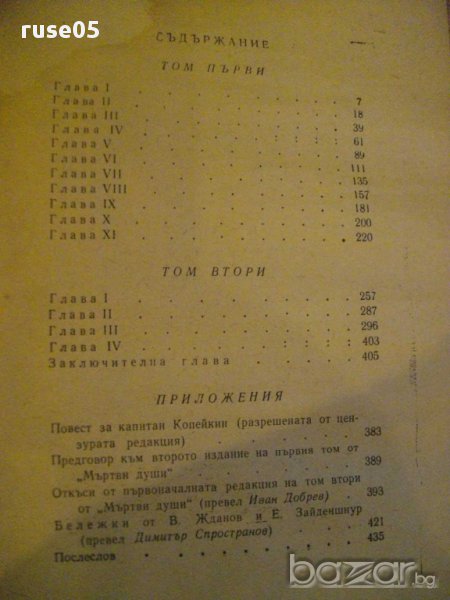 ruse05
СЪДЪРЖАНИЕ
ТОМ ПЪРВИ
Глава I
Глава II 7
Глава III 18
Глава IV 39
Глава V 61
Глава VI 89
Глава VII 111
Глава VIII 135
Глава IX 157
Глава X 181
Глава XI 200
220
ТОМ ВТОРИ
Глава I 257
Глава II 287
Глава III 296
Глава IV 403
Заключителна глава 405
ПРИЛОЖЕНИЯ
Повест за капитан Копейкин (разрешената от цен-
зурата редакция) 383
Предговор към второто издание на първия том от
„Мъртви души“ 389
Откъси от първоначалната редакция на том втори
от „Мъртви души“ (превел Иван Добрев) 393
Бележки от В. Жданов и Е. Зайденшнур
(превел Димитър Спространов) 421
Послеслов 435
bazar.bg